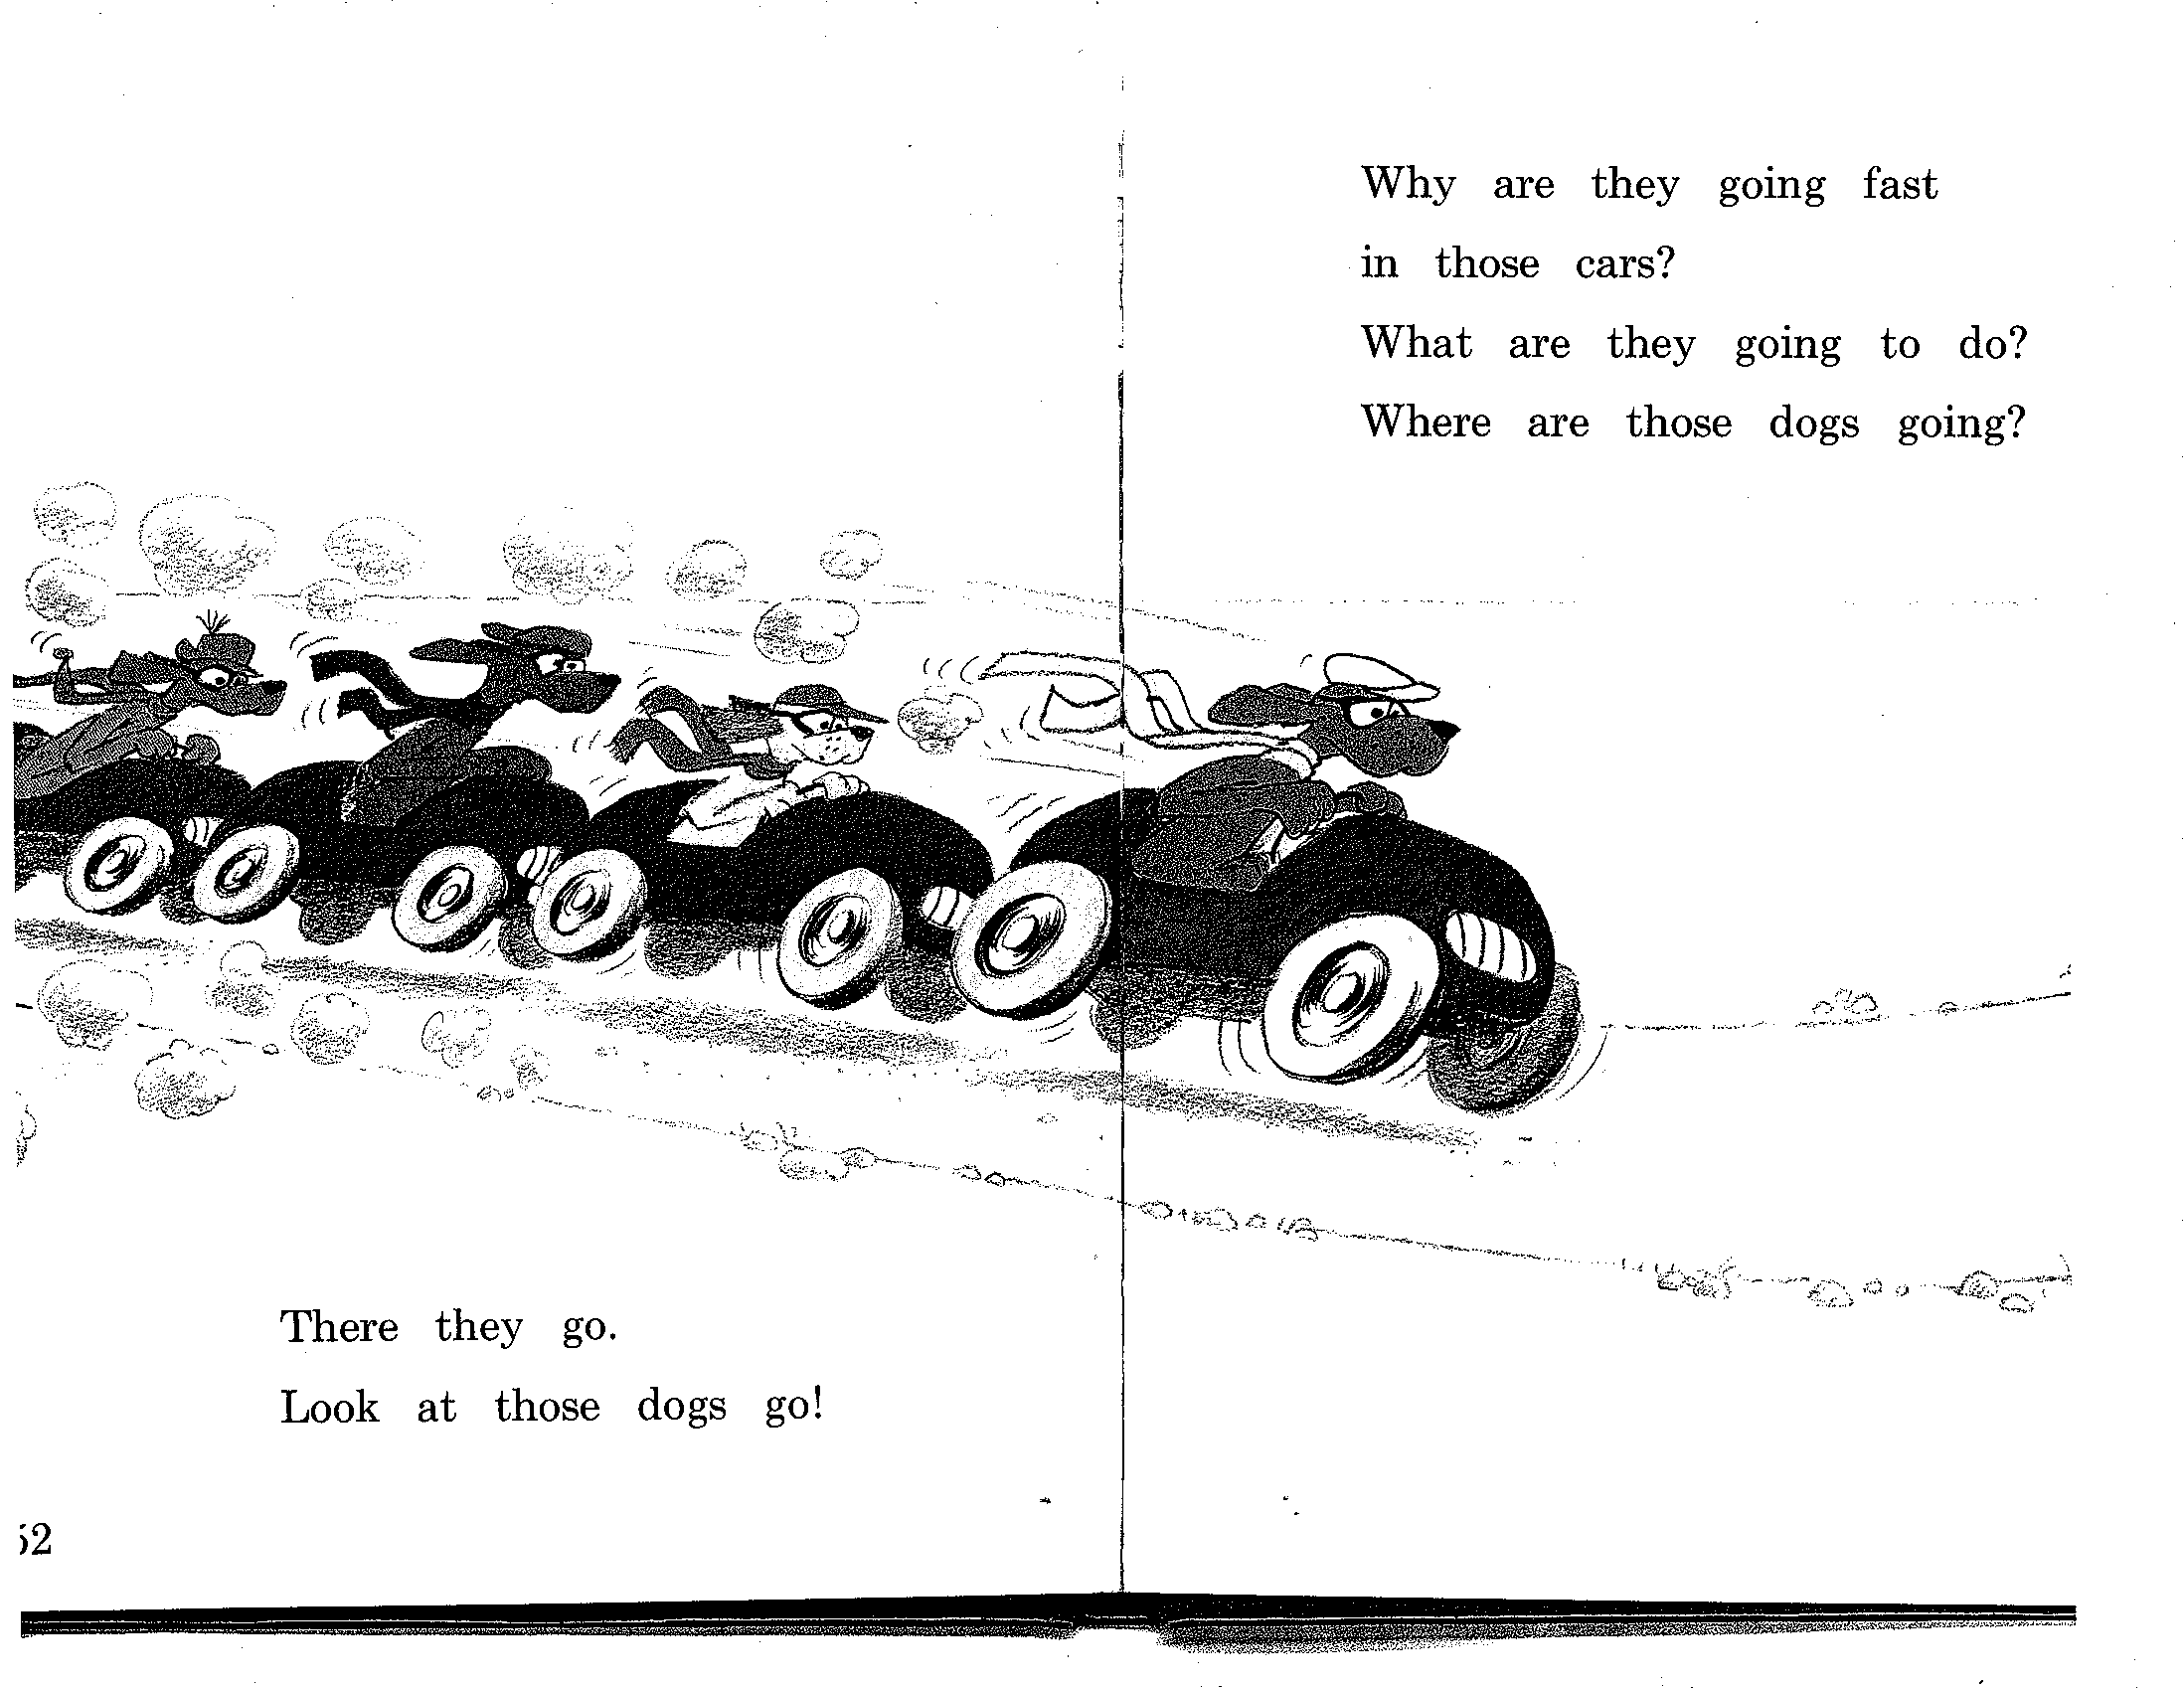 There they go.
Look at those dogs go!
52
Why are they going fast
in those cars?
What are they going to do?
Where are those dogs going?